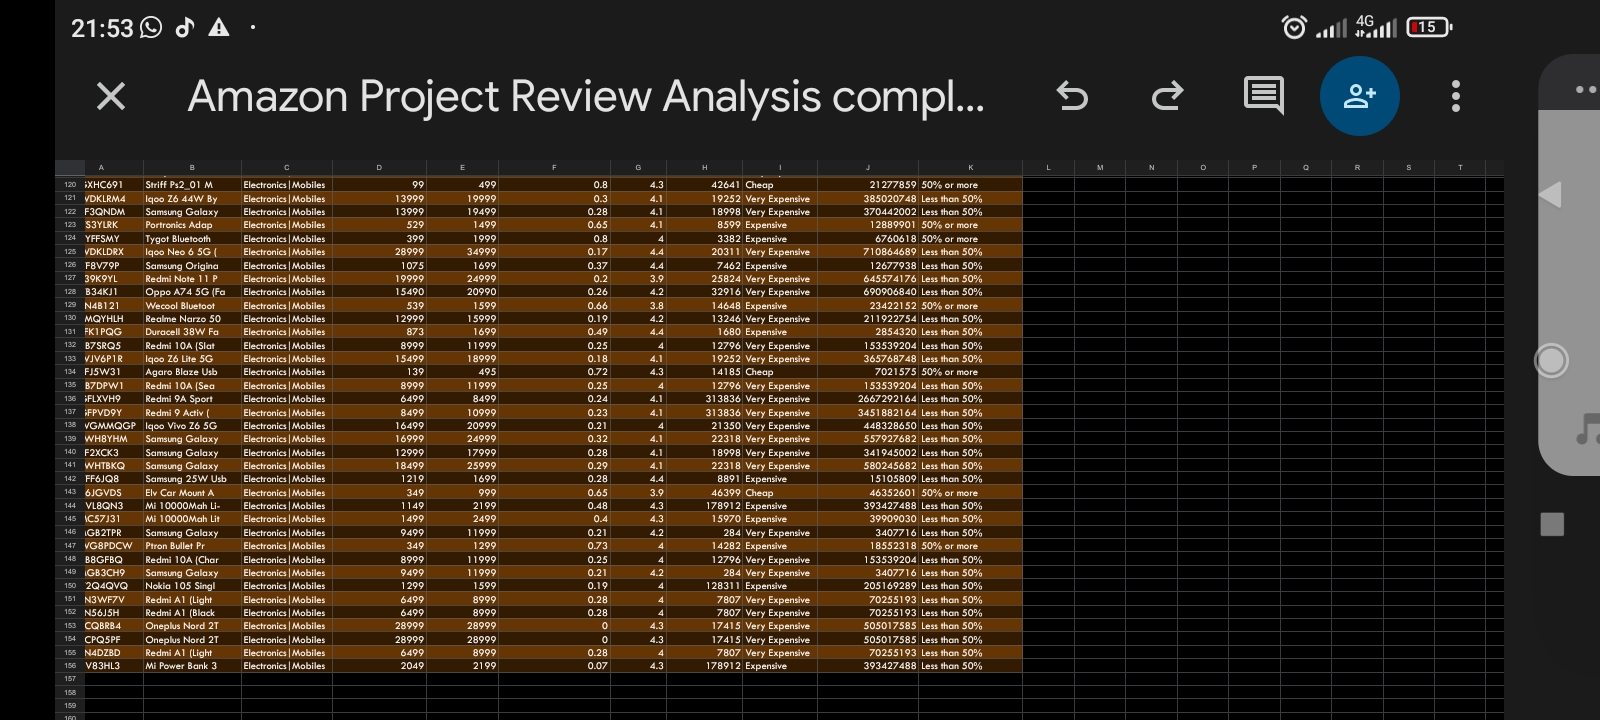 21:53 4G 15
Amazon Project Review Analysis compl...
A B C D E F G H I J K L M N O P Q R S T
120 XHC691 Striff Ps2_01 M Electronics|Mobiles 99 499 0.8 4.3 42641 Cheap 21277859 50% or more
121 VDKLRM4 Iqoo Z6 44W By Electronics|Mobiles 13999 19999 0.3 4.1 19252 Very Expensive 385020748 Less than 50%
122 F3QNDM Samsung Galaxy Electronics|Mobiles 13999 19499 0.28 4.1 18998 Very Expensive 370442002 Less than 50%
123 S3YLRK Portronics Adap Electronics|Mobiles 529 1499 0.65 4.1 8599 Expensive 12889901 50% or more
124 YFFSMY Tygot Bluetooth Electronics|Mobiles 399 1999 0.8 4 3382 Expensive 6760618 50% or more
125 VDKLDRX Iqoo Neo 6 5G ( Electronics|Mobiles 28999 34999 0.17 4.4 20311 Very Expensive 710864689 Less than 50%
126 F8V79P Samsung Origina Electronics|Mobiles 1075 1699 0.37 4.4 7462 Expensive 12677938 Less than 50%
127 39K9YL Redmi Note 11 P Electronics|Mobiles 19999 24999 0.2 3.9 25824 Very Expensive 645574176 Less than 50%
128 B34KJ1 Oppo A74 5G (Fa Electronics|Mobiles 15490 20990 0.26 4.2 32916 Very Expensive 690906840 Less than 50%
129 N4B121 Wecool Bluetoot Electronics|Mobiles 539 1599 0.66 3.8 14648 Expensive 23422152 50% or more
130 MQYHLH Realme Narzo 50 Electronics|Mobiles 12999 15999 0.19 4.2 13246 Very Expensive 211922754 Less than 50%
131 FK1PQG Duracell 38W Fa Electronics|Mobiles 873 1699 0.49 4.4 1680 Expensive 2854320 Less than 50%
132 B7SRQ5 Redmi 10A (Slat Electronics|Mobiles 8999 11999 0.25 4 12796 Very Expensive 153539204 Less than 50%
133 VJV6P1R Iqoo Z6 Lite 5G Electronics|Mobiles 15499 18999 0.18 4.1 19252 Very Expensive 365768748 Less than 50%
134 FJ5W31 Agaro Blaze Usb Electronics|Mobiles 139 495 0.72 4.3 14185 Cheap 7021575 50% or more
135 B7DPW1 Redmi 10A (Sea Electronics|Mobiles 8999 11999 0.25 4 12796 Very Expensive 153539204 Less than 50%
136 FLXVH9 Redmi 9A Sport Electronics|Mobiles 6499 8499 0.24 4.1 313836 Very Expensive 2667292164 Less than 50%
137 FPVD9Y Redmi 9 Activ ( Electronics|Mobiles 8499 10999 0.23 4.1 313836 Very Expensive 3451882164 Less than 50%
138 VGMMQGP Iqoo Vivo Z6 5G Electronics|Mobiles 16499 20999 0.21 4 21350 Very Expensive 448328650 Less than 50%
139 WH8YHM Samsung Galaxy Electronics|Mobiles 16999 24999 0.32 4.1 22318 Very Expensive 557927682 Less than 50%
140 F2XCK3 Samsung Galaxy Electronics|Mobiles 12999 17999 0.28 4.1 18998 Very Expensive 341945002 Less than 50%
141 WHTBKQ Samsung Galaxy Electronics|Mobiles 18499 25999 0.29 4.1 22318 Very Expensive 580245682 Less than 50%
142 FF6JQ8 Samsung 25W Usb Electronics|Mobiles 1219 1699 0.28 4.4 8891 Expensive 15105809 Less than 50%
143 6JGVDS Elv Car Mount A Electronics|Mobiles 349 999 0.65 3.9 46399 Cheap 46352601 50% or more
144 VL8QN3 Mi 10000Mah Li- Electronics|Mobiles 1149 2199 0.48 4.3 178912 Expensive 393427488 Less than 50%
145 C57J31 Mi 10000Mah Lit Electronics|Mobiles 1499 2499 0.4 4.3 15970 Expensive 39909030 Less than 50%
146 GB2TPR Samsung Galaxy Electronics|Mobiles 9499 11999 0.21 4.2 284 Very Expensive 3407716 Less than 50%
147 VG8PDCW Ptron Bullet Pr Electronics|Mobiles 349 1299 0.73 4 14282 Expensive 18552318 50% or more
148 B8GFBQ Redmi 10A (Char Electronics|Mobiles 8999 11999 0.25 4 12796 Very Expensive 153539204 Less than 50%
149 GB3CH9 Samsung Galaxy Electronics|Mobiles 9499 11999 0.21 4.2 284 Very Expensive 3407716 Less than 50%
150 2Q4QVQ Nokia 105 Singl Electronics|Mobiles 1299 1599 0.19 4 128311 Expensive 205169289 Less than 50%
151 N3WF7V Redmi A1 (Light Electronics|Mobiles 6499 8999 0.28 4 7807 Very Expensive 70255193 Less than 50%
152 N56J5H Redmi A1 (Black Electronics|Mobiles 6499 8999 0.28 4 7807 Very Expensive 70255193 Less than 50%
153 CQBRB4 Oneplus Nord 2T Electronics|Mobiles 28999 28999 0 4.3 17415 Very Expensive 505017585 Less than 50%
154 CPQ5PF Oneplus Nord 2T Electronics|Mobiles 28999 28999 0 4.3 17415 Very Expensive 505017585 Less than 50%
155 N4DZBD Redmi A1 (Light Electronics|Mobiles 6499 8999 0.28 4 7807 Very Expensive 70255193 Less than 50%
156 V83HL3 Mi Power Bank 3 Electronics|Mobiles 2049 2199 0.07 4.3 178912 Expensive 393427488 Less than 50%
157
158
159
160